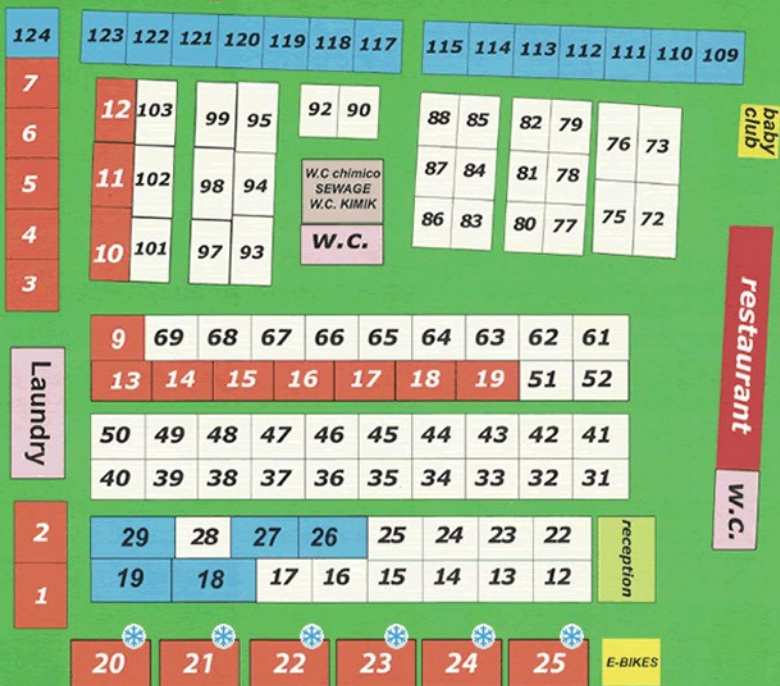 124 123 122 121 120 119 118 117 115 114 113 112 111 110 109
7
6
5
4
3
12 103
11 102
10 101
99 95
98 94
97 93
92 90
W.C chimico
SEWAGE
W.C. KIMIK
W.C.
88 85
87 84
86 83
82 79
81 78
80 77
76 73
75 72
baby
club
restaurant
W.C.
9 69 68 67 66 65 64 63 62 61
13 14 15 16 17 18 19 51 52
Laundry
50 49 48 47 46 45 44 43 42 41
40 39 38 37 36 35 34 33 32 31
2
1
29 28 27 26 25 24 23 22
19 18 17 16 15 14 13 12
reception
20 21 22 23 24 25 E-BIKES